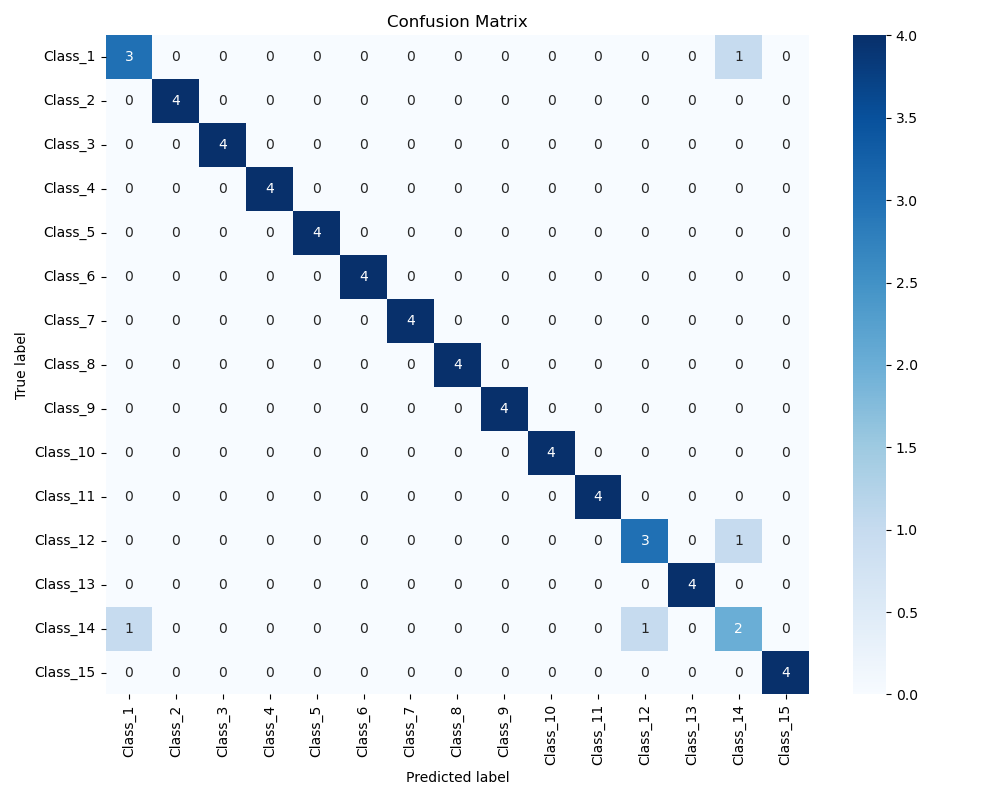 Confusion Matrix
Class_1 3 0 0 0 0 0 0 0 0 0 0 0 0 1 0
Class_2 0 4 0 0 0 0 0 0 0 0 0 0 0 0 0
Class_3 0 0 4 0 0 0 0 0 0 0 0 0 0 0 0
Class_4 0 0 0 4 0 0 0 0 0 0 0 0 0 0 0
Class_5 0 0 0 0 4 0 0 0 0 0 0 0 0 0 0
Class_6 0 0 0 0 0 4 0 0 0 0 0 0 0 0 0
Class_7 0 0 0 0 0 0 4 0 0 0 0 0 0 0 0
Class_8 0 0 0 0 0 0 0 4 0 0 0 0 0 0 0
Class_9 0 0 0 0 0 0 0 0 4 0 0 0 0 0 0
Class_10 0 0 0 0 0 0 0 0 0 4 0 0 0 0 0
Class_11 0 0 0 0 0 0 0 0 0 0 4 0 0 0 0
Class_12 0 0 0 0 0 0 0 0 0 0 0 3 0 1 0
Class_13 0 0 0 0 0 0 0 0 0 0 0 0 4 0 0
Class_14 1 0 0 0 0 0 0 0 0 0 0 1 0 2 0
Class_15 0 0 0 0 0 0 0 0 0 0 0 0 0 0 4
True label
Class_1 Class_2 Class_3 Class_4 Class_5 Class_6 Class_7 Class_8 Class_9 Class_10 Class_11 Class_12 Class_13 Class_14 Class_15
Predicted label
4.0
3.5
3.0
2.5
2.0
1.5
1.0
0.5
0.0